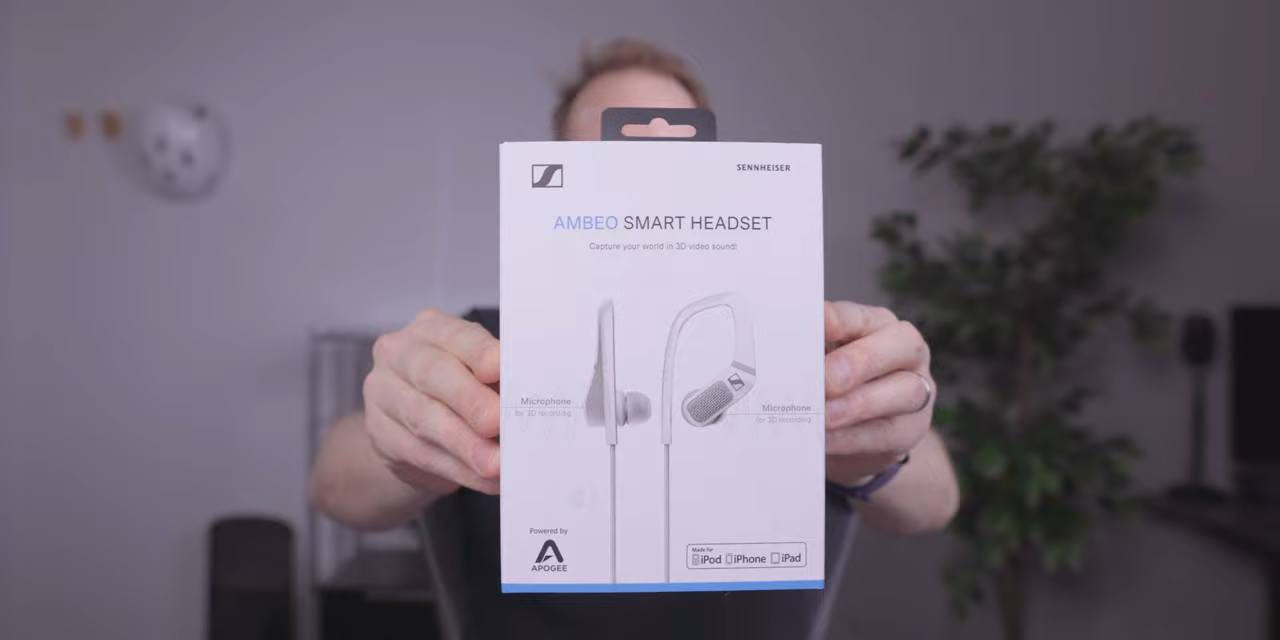 SENNHEISER
AMBEO SMART HEADSET
Capture your world in 3D video sound!
Microphone
for 3D recording
Microphone
for 3D recording
Powered by
APOGEE
Made for
iPod iPhone iPad